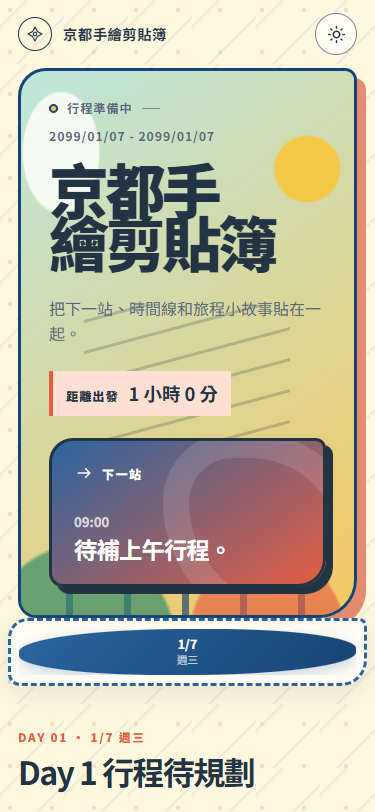 京都手繪剪貼簿
行程準備中
2099/01/07 - 2099/01/07
京都手
繪剪貼簿
把下一站、時間線和旅程小故事貼在一
起。
距離出發 1 小時 0 分
下一站
09:00
待補上午行程。
1/7
週三
DAY 01 · 1/7 週三
Day 1 行程待規劃